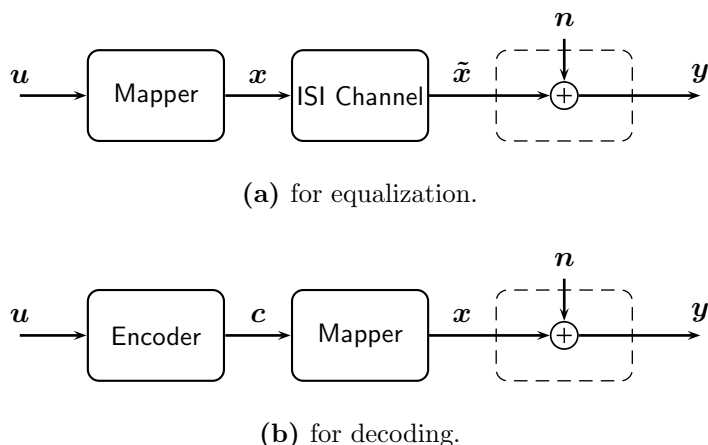 n
u Mapper x ISI Channel x̃ + y
(a) for equalization.
n
u Encoder c Mapper x + y
(b) for decoding.